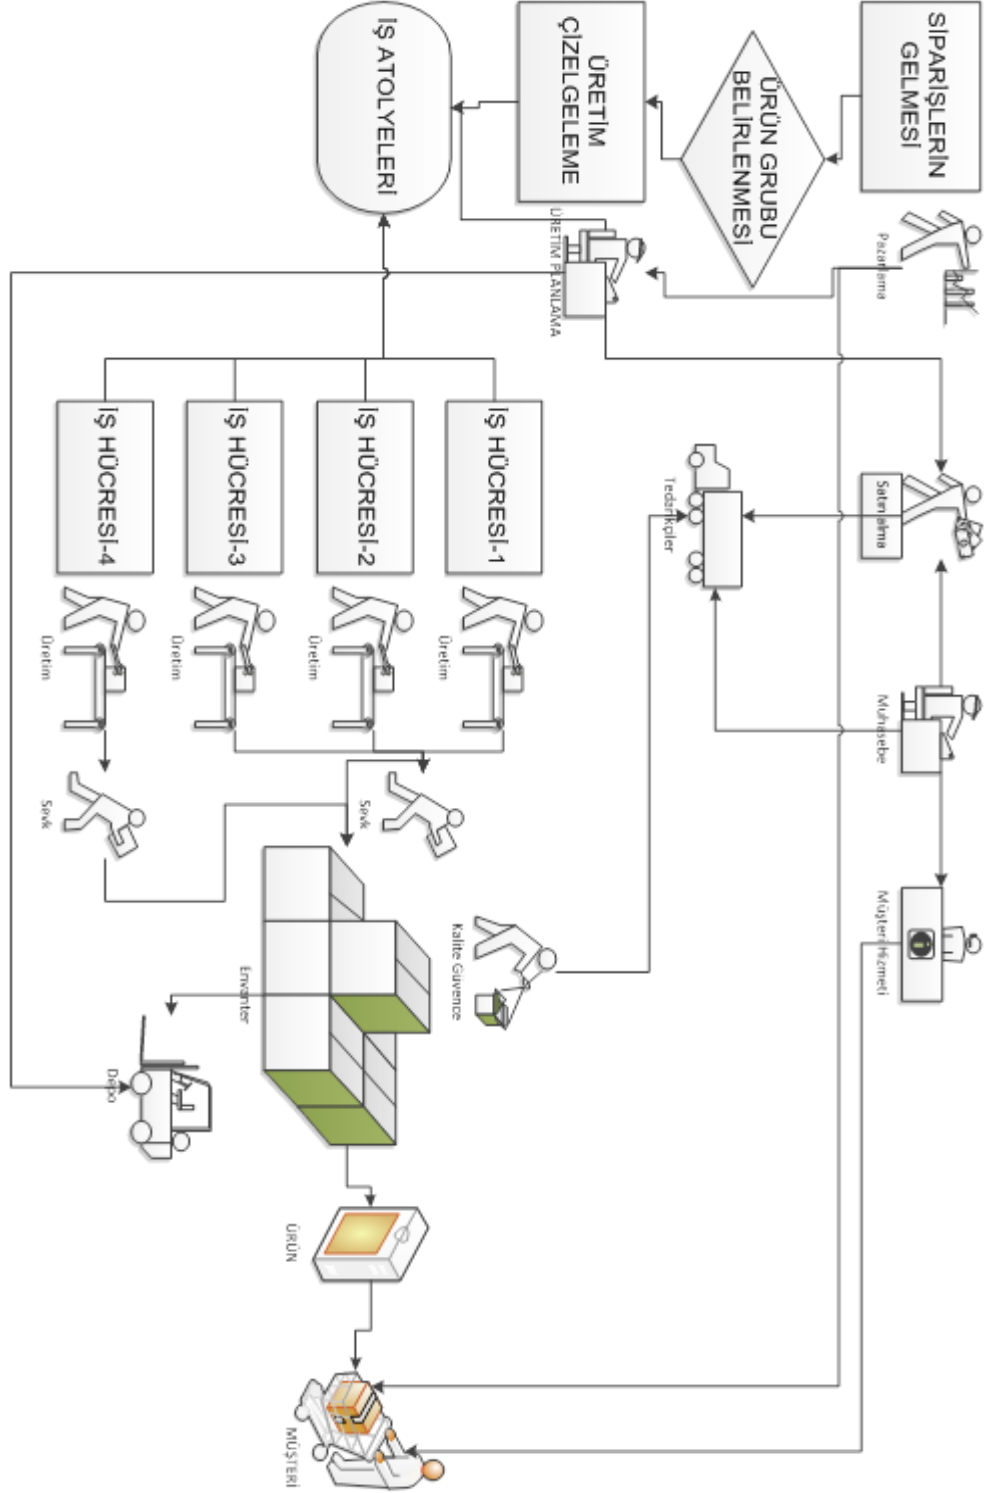 SİPARİŞLERİN
GELMESİ
ÜRÜN GRUBU
BELİRLENMESİ
ÜRETİM
ÇİZELGELEME
İŞ ATOLYELERİ
Pazarlama
ÜRETİM PLANLAMA
Satınalma
Muhasebe
Müşteri Hizmeti
Tedarikçiler
İŞ HÜCRESİ-1
İŞ HÜCRESİ-2
İŞ HÜCRESİ-3
İŞ HÜCRESİ-4
Üretim
Üretim
Üretim
Üretim
Sevk
Sevk
Kalite Güvence
Envanter
Depo
ÜRÜN
MÜŞTERİ